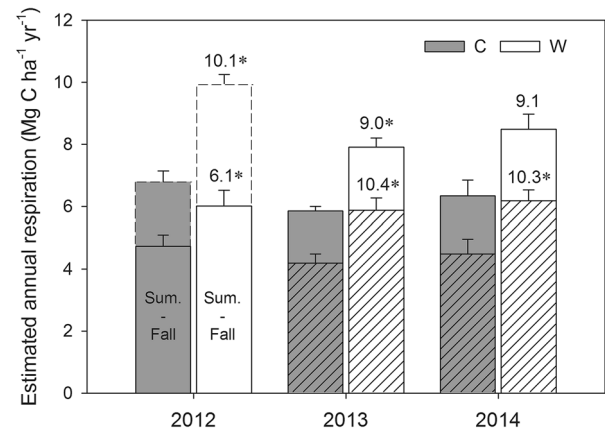 Estimated annual respiration (Mg C ha⁻¹ yr⁻¹)
12
10
8
6
4
2
0
C
W
10.1*
6.1*
9.0*
10.4*
9.1
10.3*
Sum.
-
Fall
Sum.
-
Fall
2012
2013
2014